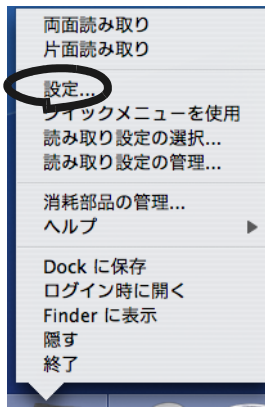 両面読み取り
片面読み取り
設定...
クイックメニューを使用
読み取り設定の選択...
読み取り設定の管理...
消耗部品の管理...
ヘルプ
Dock に保存
ログイン時に開く
Finder に表示
隠す
終了